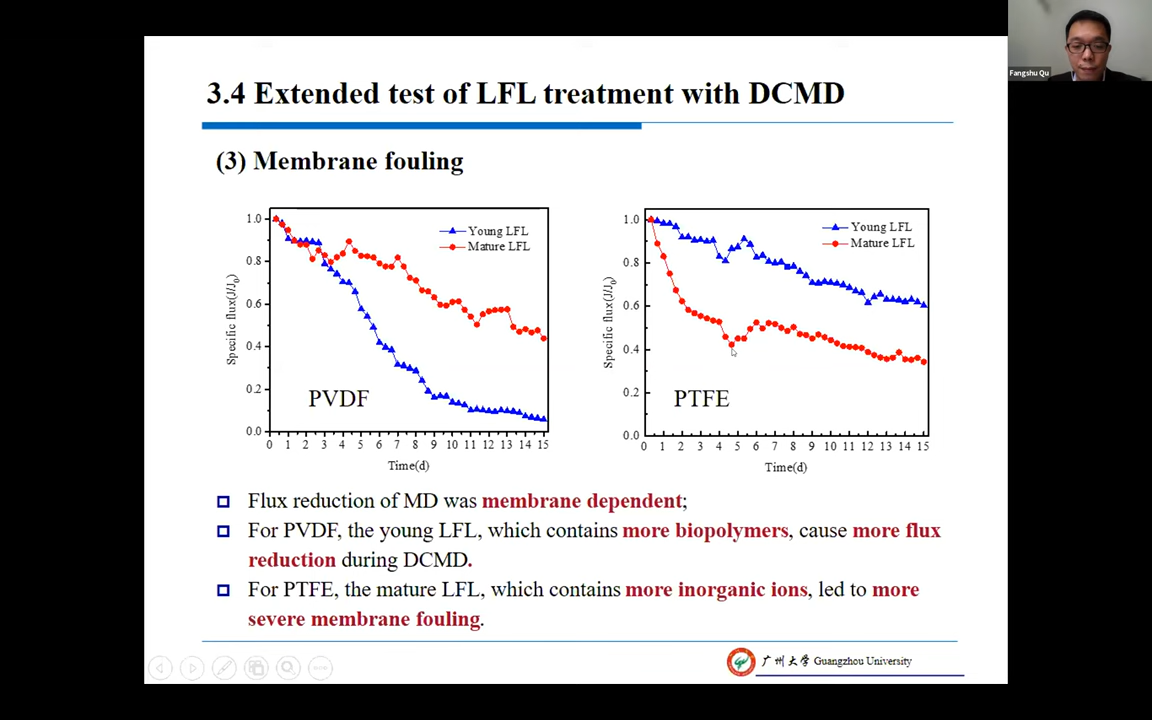 Fangshu Qu
3.4 Extended test of LFL treatment with DCMD
(3) Membrane fouling
1.0
0.8
0.6
0.4
0.2
0.0
Specific flux(J/J0)
Young LFL
Mature LFL
PVDF
0 1 2 3 4 5 6 7 8 9 10 11 12 13 14 15
Time(d)
1.0
0.8
0.6
0.4
0.2
0.0
Specific flux(J/J0)
Young LFL
Mature LFL
PTFE
0 1 2 3 4 5 6 7 8 9 10 11 12 13 14 15
Time(d)
Flux reduction of MD was membrane dependent;
For PVDF, the young LFL, which contains more biopolymers, cause more flux
reduction during DCMD.
For PTFE, the mature LFL, which contains more inorganic ions, led to more
severe membrane fouling.
广州大学 Guangzhou University